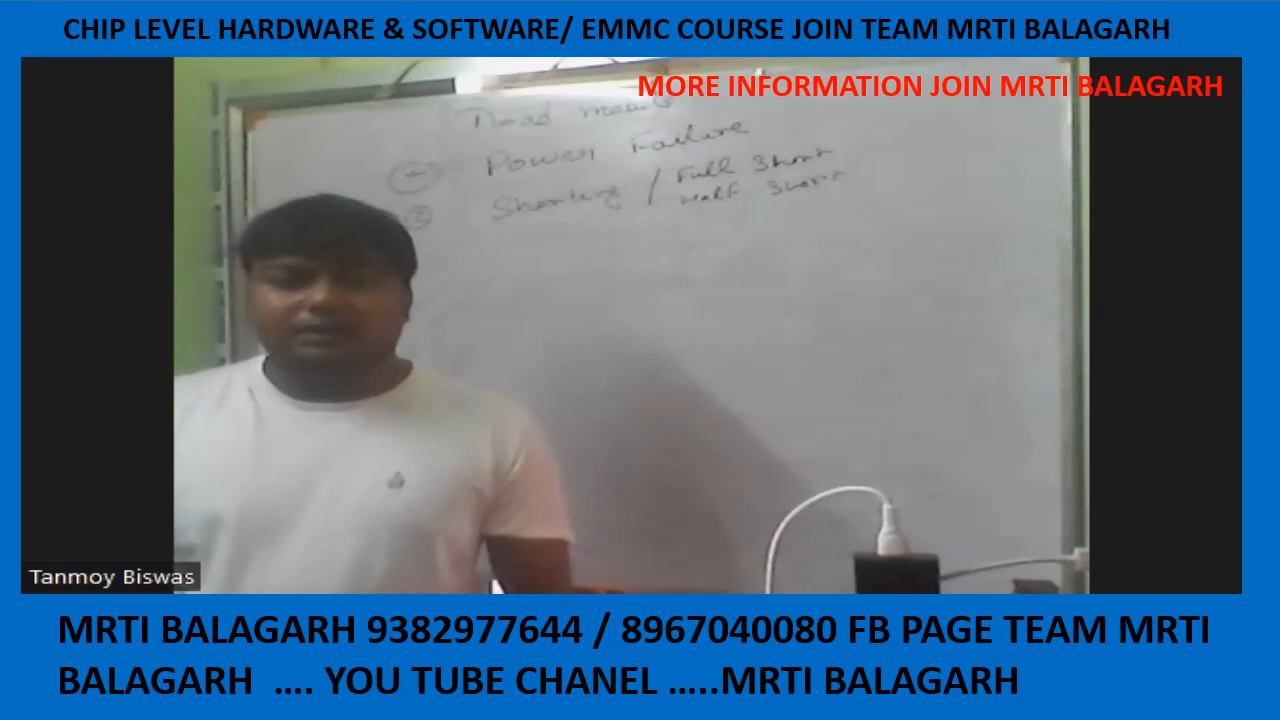 CHIP LEVEL HARDWARE & SOFTWARE/ EMMC COURSE JOIN TEAM MRTI BALAGARH
MORE INFORMATION JOIN MRTI BALAGARH
Dead
Power Failure
Shorting / Full Short
Half Short
Tanmoy Biswas
MRTI BALAGARH 9382977644 / 8967040080 FB PAGE TEAM MRTI
BALAGARH …. YOU TUBE CHANEL …..MRTI BALAGARH